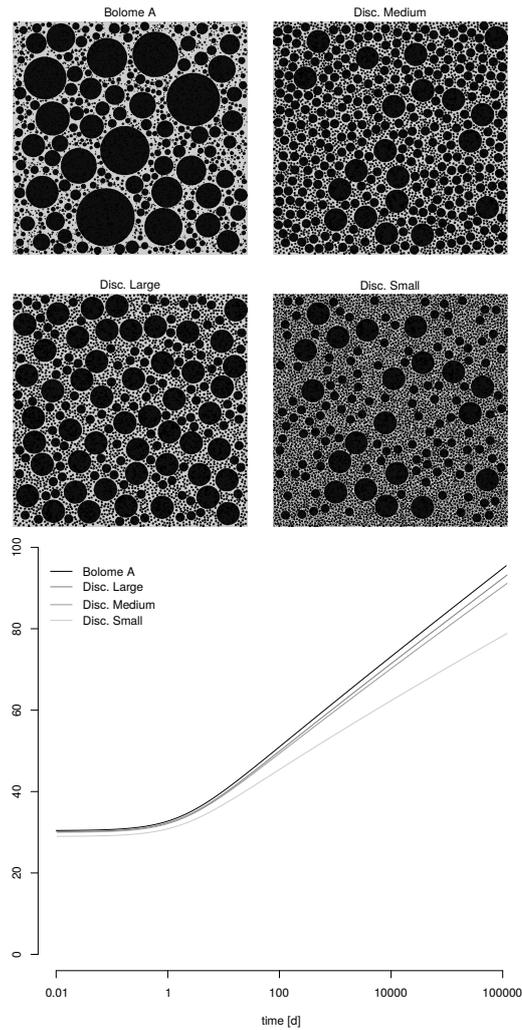 Bolome A
Disc. Medium
Disc. Large
Disc. Small
100
80
60
40
20
0
Bolome A
Disc. Large
Disc. Medium
Disc. Small
0.01
1
100
10000
100000
time [d]